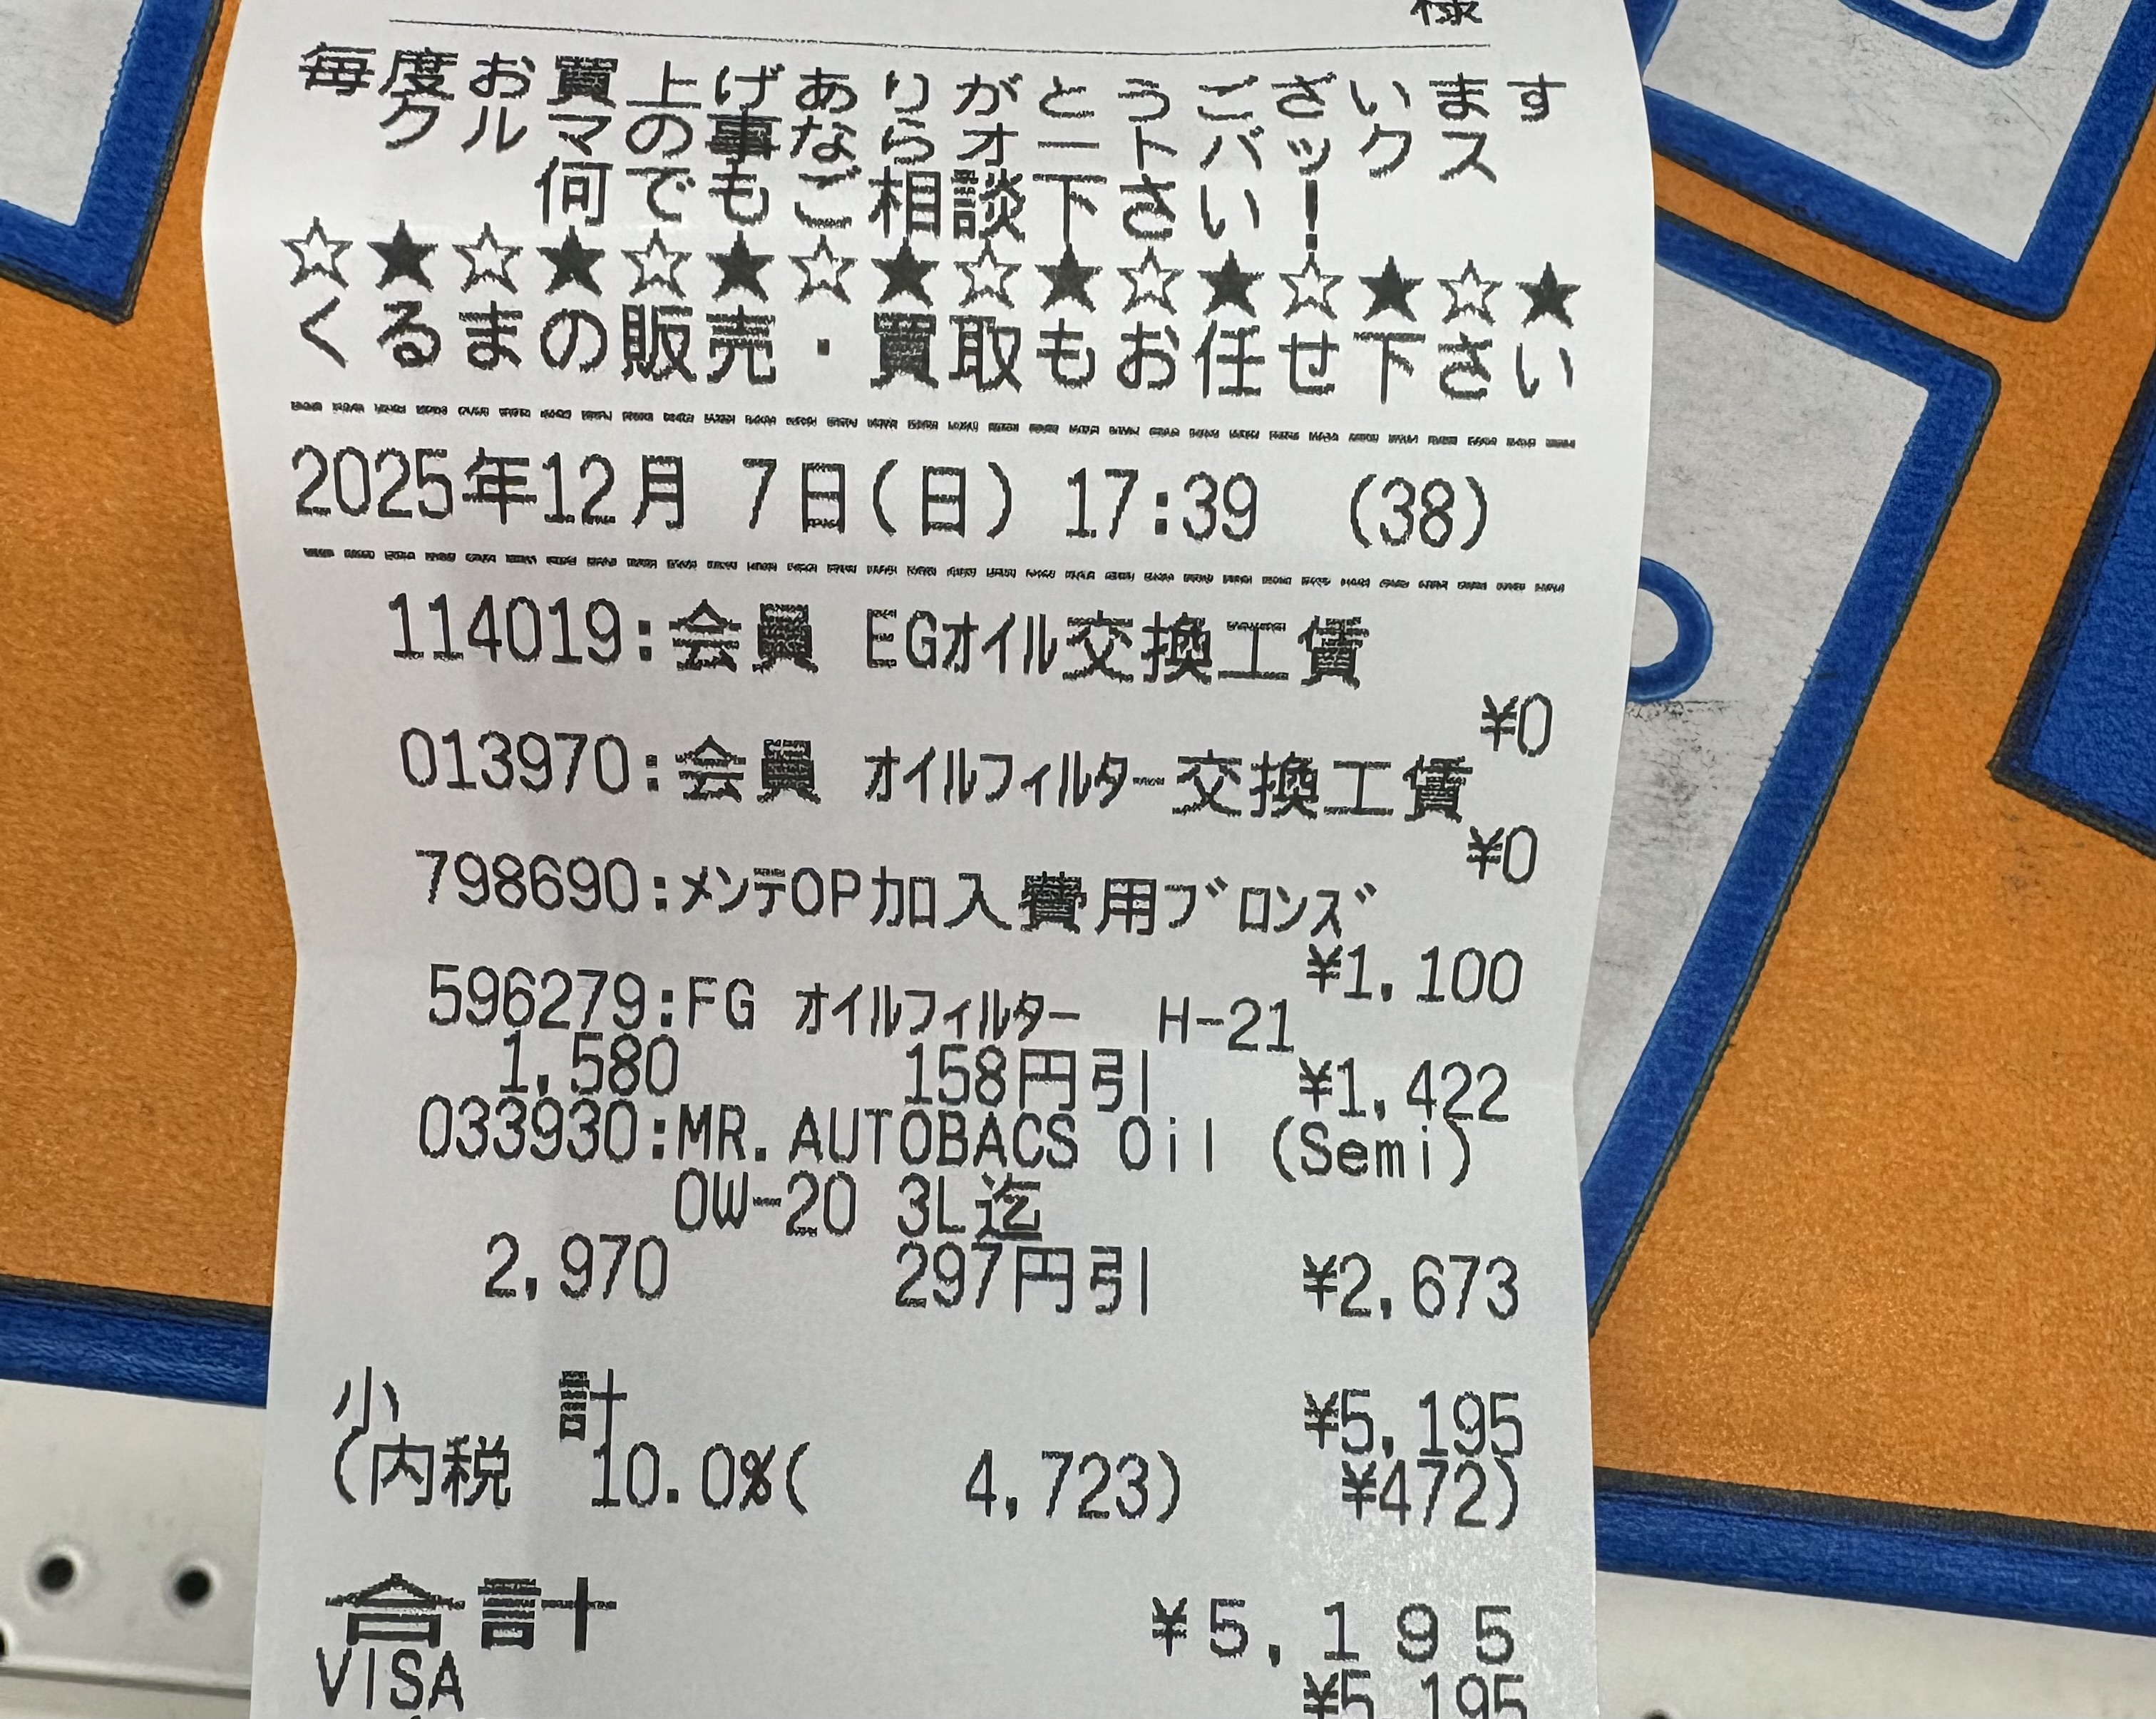 様
毎度お買上げありがとうございます
クルマの事ならオートバックス
何でもご相談下さい!
☆★☆★☆★☆★☆★☆★☆★☆★
くるまの販売・買取もお任せ下さい
2025年12月 7日(日) 17:39 (38)
114019:会員 EGオイル交換工賃
¥0
013970:会員 オイルフィルター交換工賃
¥0
798690:メンテOP加入費用ブロンズ
¥1,100
596279:FG オイルフィルター H-21
1,580 158円引 ¥1,422
033930:MR.AUTOBACS Oil (Semi)
0W-20 3L迄
2,970 297円引 ¥2,673
小 計 ¥5,195
(内税 10.0%( 4,723) ¥472)
合計 ¥5,195
VISA ¥5,195